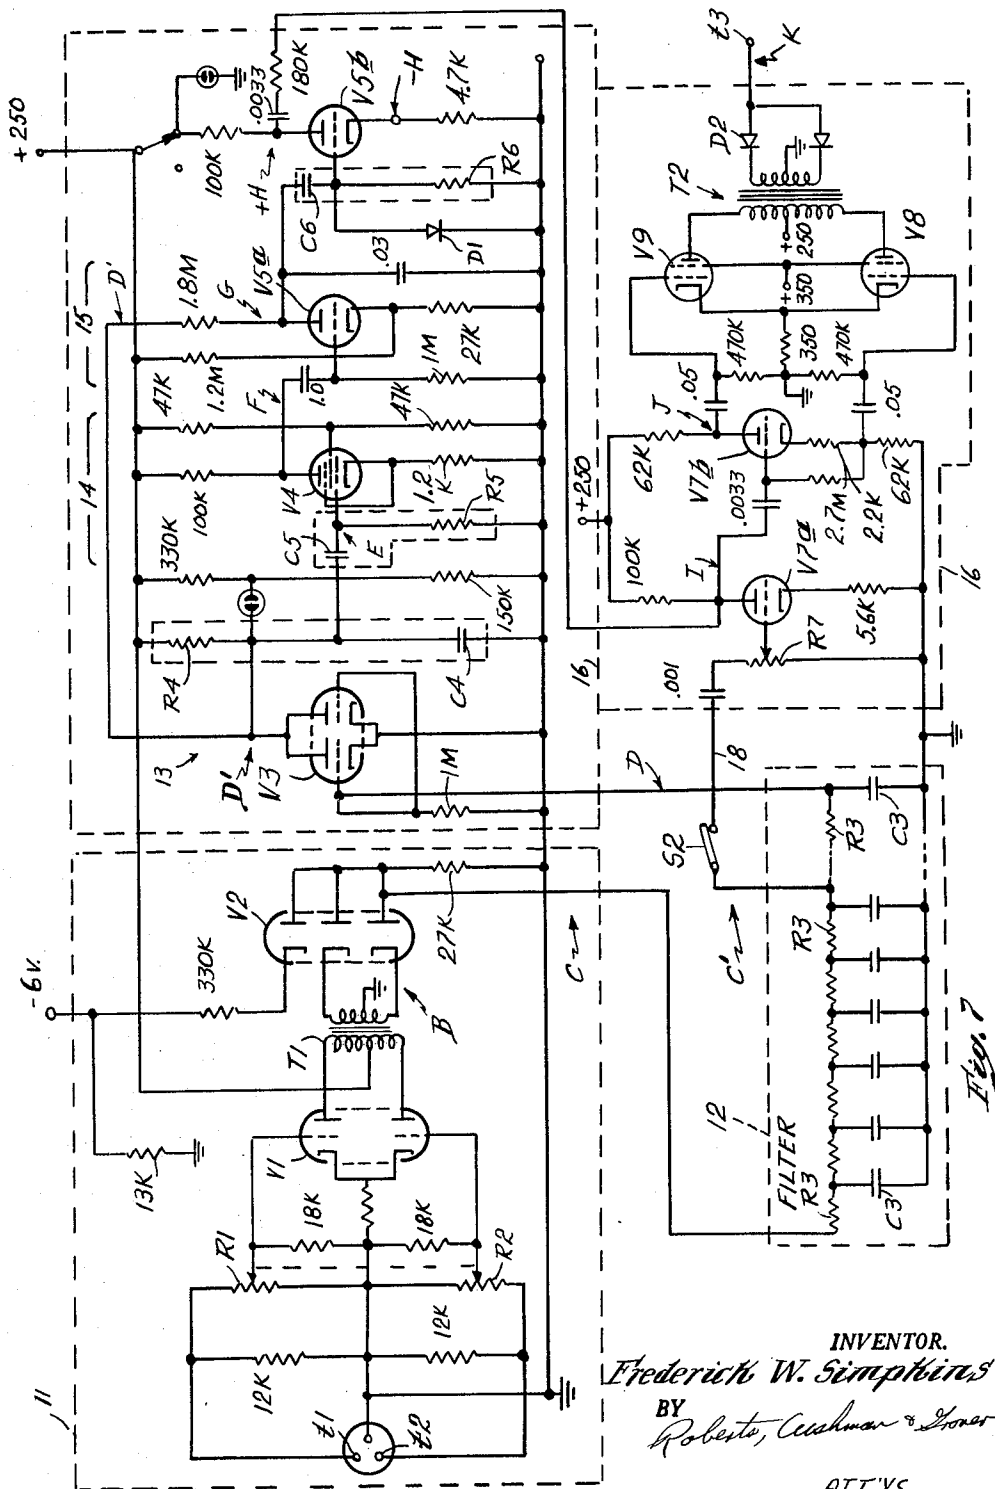 +250
-6 v.
13K
330K
11
R1
18K
18K
R2
12K
12K
t1
t2
V1
T1
B
V2
27K
C
13
D'
V3
1M
R4
C4
330K
150K
14
100K
C5
E
R5
V4
1.2K
47K
47K
F
1.0
1M
1.2M
27K
15
D'
1.8M
G
V5a
.03
C6
D1
R6
+H
100K
.0033
180K
V5b
-H
4.7K
16
t3
K
D2
T2
V9
V8
+250
+350
470K
350
470K
.05
.05
J
62K
V7b
.0033
2.7M
2.2K
62K
+250
100K
I
V7a
5.6K
R7
.001
18
16
S2
D
C'
R3
C3
R3
12
FILTER
R3
C3
Fig. 7
INVENTOR.
Frederick W. Simpkins
BY
Roberts, Cushman & Grover
ATT'YS